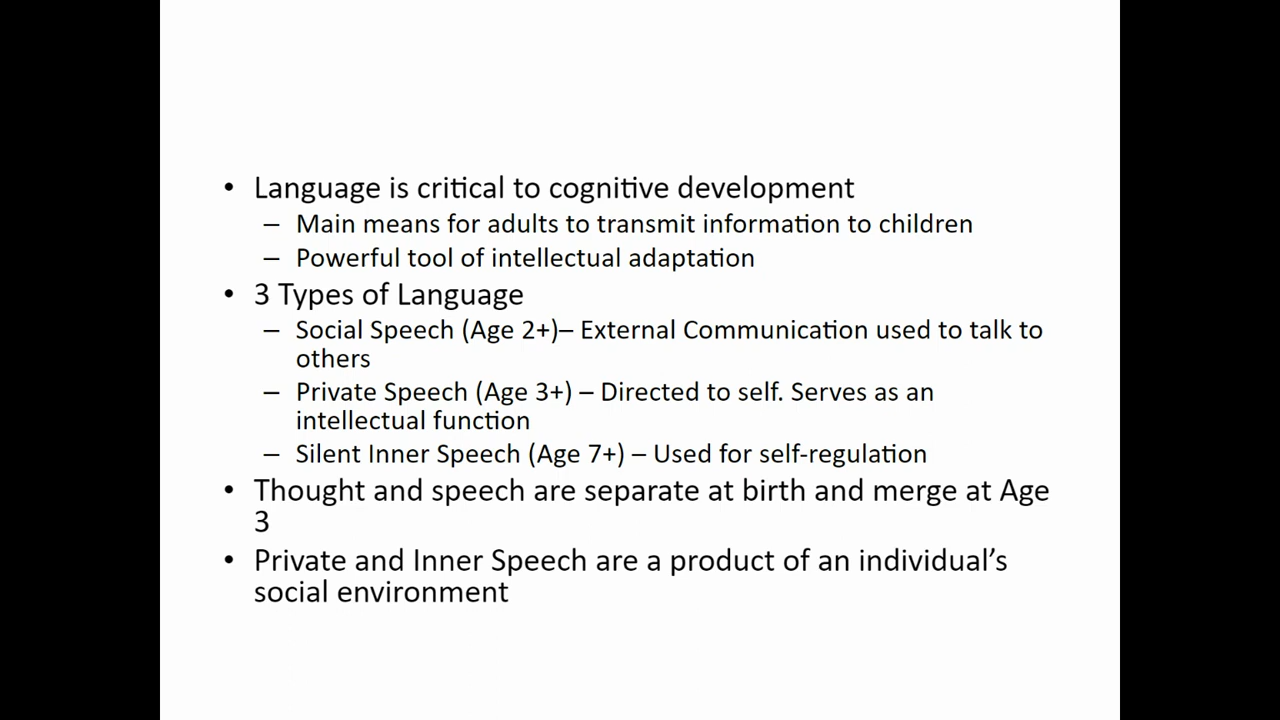 • Language is critical to cognitive development
– Main means for adults to transmit information to children
– Powerful tool of intellectual adaptation
• 3 Types of Language
– Social Speech (Age 2+)– External Communication used to talk to
others
– Private Speech (Age 3+) – Directed to self. Serves as an
intellectual function
– Silent Inner Speech (Age 7+) – Used for self-regulation
• Thought and speech are separate at birth and merge at Age
3
• Private and Inner Speech are a product of an individual’s
social environment